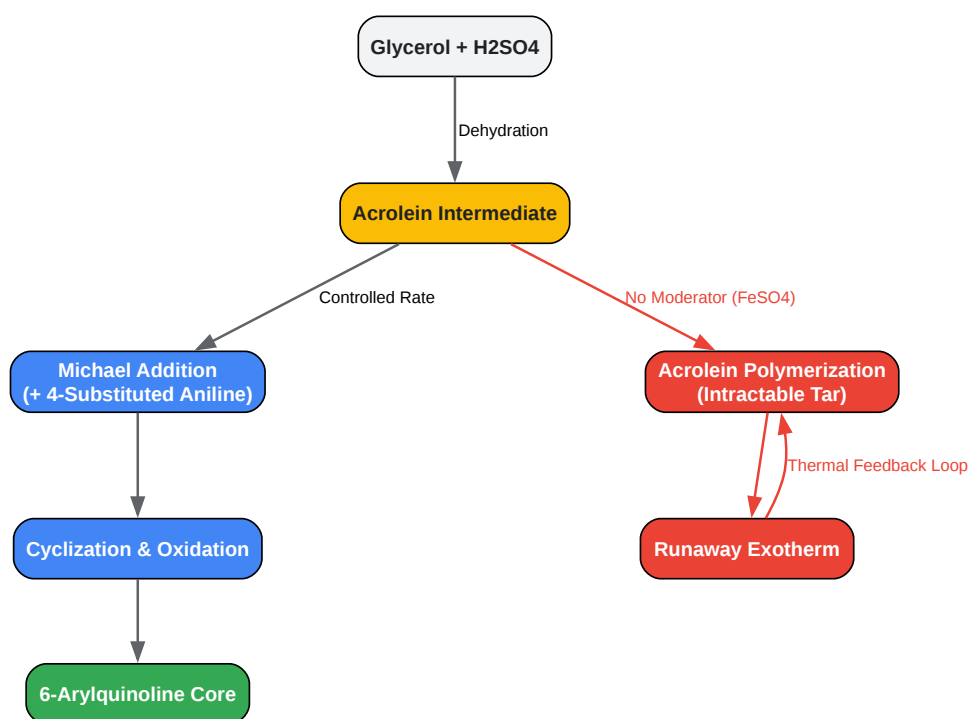 Glycerol + H2SO4
Dehydration
Acrolein Intermediate
Controlled Rate
No Moderator (FeSO4)
Michael Addition
(+ 4-Substituted Aniline)
Acrolein Polymerization
(Intractable Tar)
Thermal Feedback Loop
Cyclization & Oxidation
Runaway Exotherm
6-Arylquinoline Core